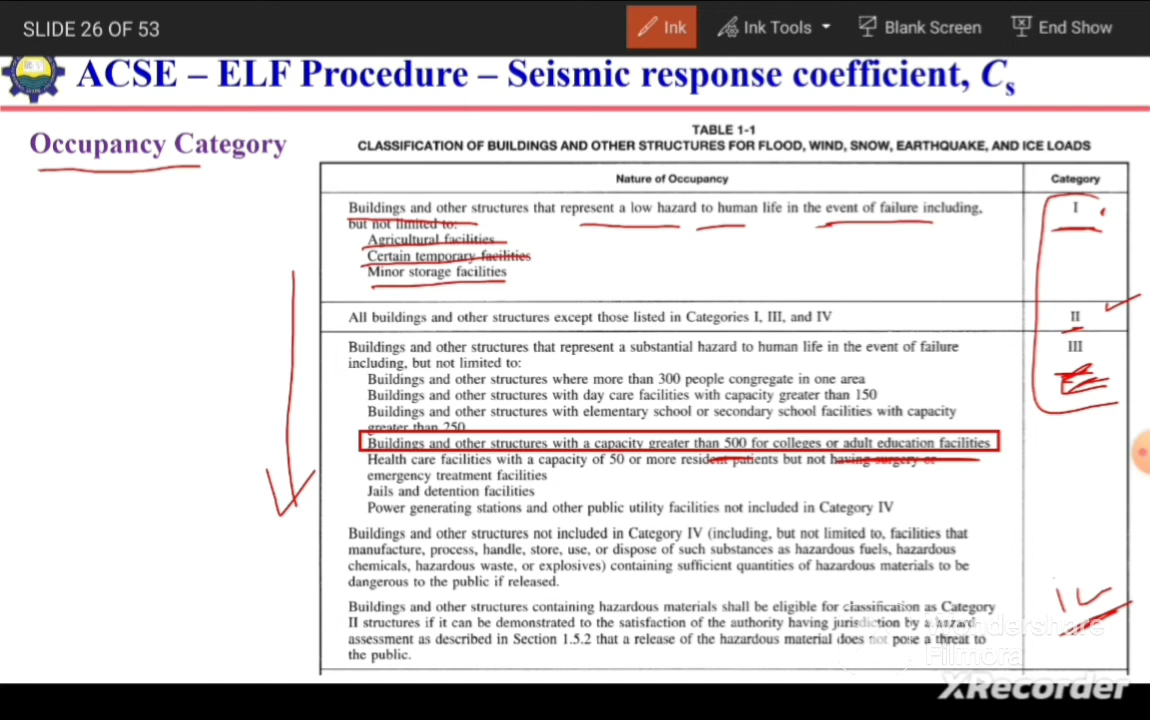 SLIDE 26 OF 53
Ink
Ink Tools
Blank Screen
End Show
ACSE – ELF Procedure – Seismic response coefficient, Cs
Occupancy Category
TABLE 1-1
CLASSIFICATION OF BUILDINGS AND OTHER STRUCTURES FOR FLOOD, WIND, SNOW, EARTHQUAKE, AND ICE LOADS
Nature of Occupancy
Category
Buildings and other structures that represent a low hazard to human life in the event of failure including,
I
but not limited to:
Agricultural facilities
Certain temporary facilities
Minor storage facilities
All buildings and other structures except those listed in Categories I, III, and IV
II
Buildings and other structures that represent a substantial hazard to human life in the event of failure
III
including, but not limited to:
Buildings and other structures where more than 300 people congregate in one area
Buildings and other structures with day care facilities with capacity greater than 150
Buildings and other structures with elementary school or secondary school facilities with capacity
greater than 250
Buildings and other structures with a capacity greater than 500 for colleges or adult education facilities
Health care facilities with a capacity of 50 or more resident patients but not having surgery or
emergency treatment facilities
Jails and detention facilities
Power generating stations and other public utility facilities not included in Category IV
Buildings and other structures not included in Category IV (including, but not limited to, facilities that
manufacture, process, handle, store, use, or dispose of such substances as hazardous fuels, hazardous
chemicals, hazardous waste, or explosives) containing sufficient quantities of hazardous materials to be
dangerous to the public if released.
Buildings and other structures containing hazardous materials shall be eligible for classification as Category
II structures if it can be demonstrated to the satisfaction of the authority having jurisdiction by a hazard
assessment as described in Section 1.5.2 that a release of the hazardous material does not pose a threat to
the public.
IV
Wondershare
Filmora
XRecorder